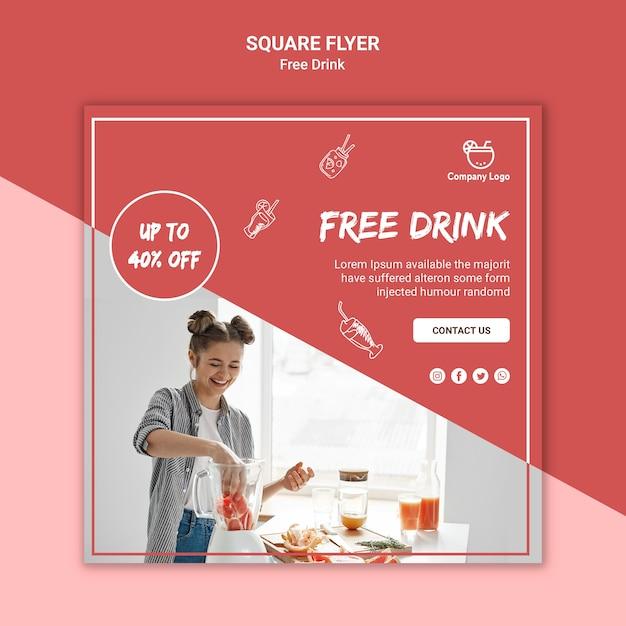 SQUARE FLYER
Free Drink
Company Logo
UP TO
40% OFF
FREE DRINK
Lorem Ipsum available the majorit
have suffered alteron some form
injected humour randomd
CONTACT US